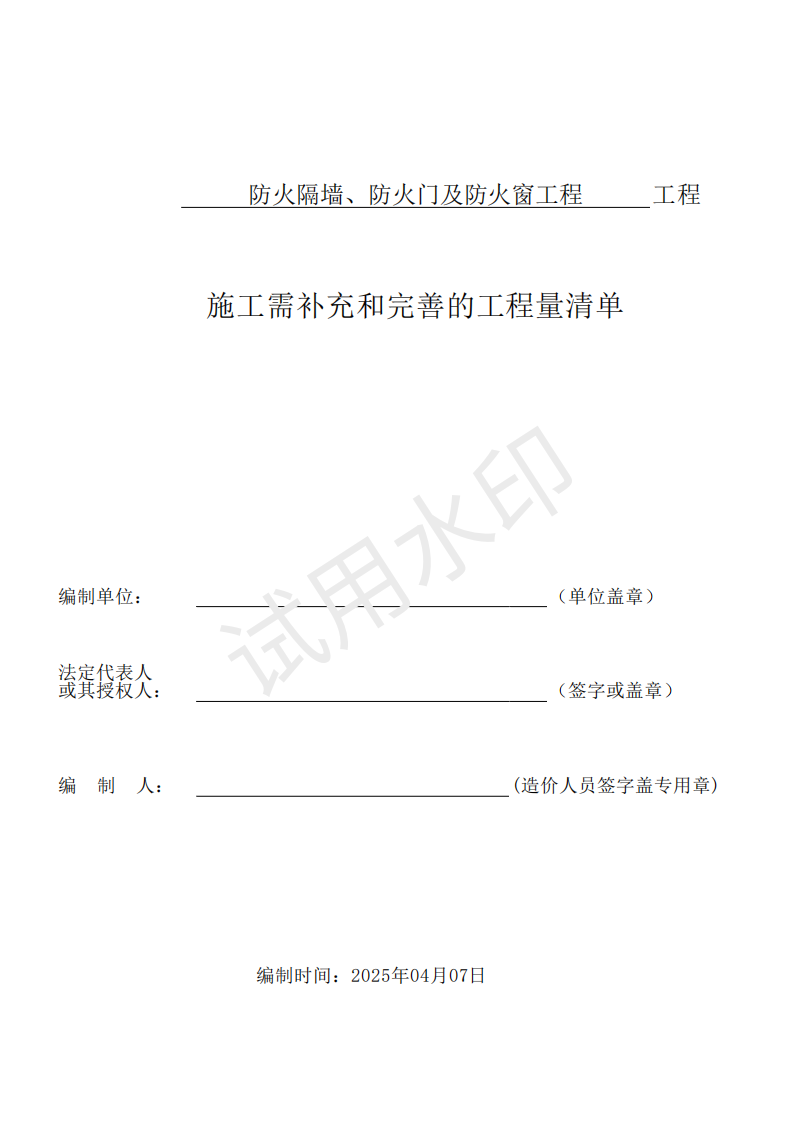 防火隔墙、防火门及防火窗工程 工程
施工需补充和完善的工程量清单
试用水印
编制单位： （单位盖章）
法定代表人
或其授权人： （签字或盖章）
编 制 人： (造价人员签字盖专用章)
编制时间：2025年04月07日